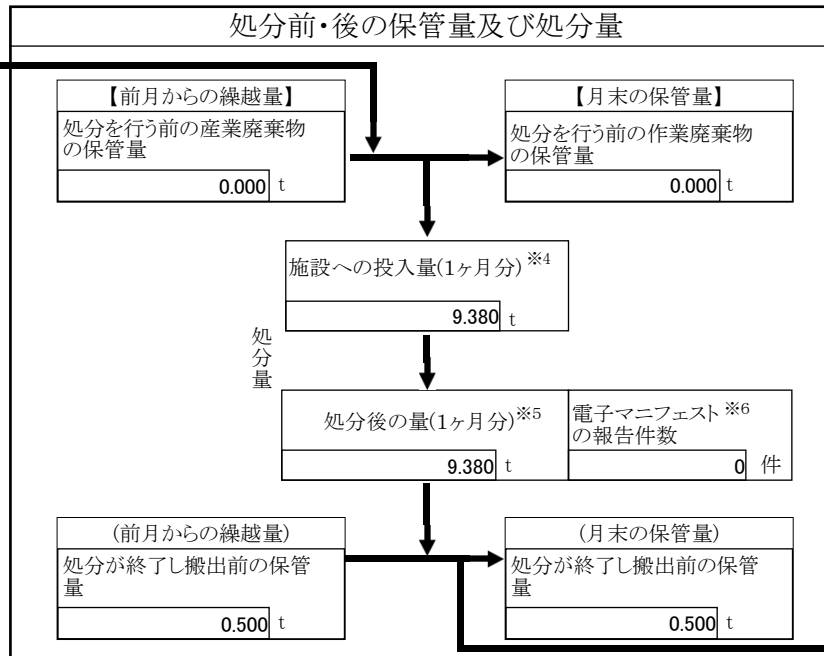 処分前・後の保管量及び処分量
【前月からの繰越量】
処分を行う前の産業廃棄物
の保管量
0.000 t
【月末の保管量】
処分を行う前の作業廃棄物
の保管量
0.000 t
施設への投入量(1ヶ月分)※4
9.380 t
処分量
処分後の量(1ヶ月分)※5
9.380 t
電子マニフェスト※6
の報告件数
0 件
(前月からの繰越量)
処分が終了し搬出前の保管
量
0.500 t
(月末の保管量)
処分が終了し搬出前の保管
量
0.500 t